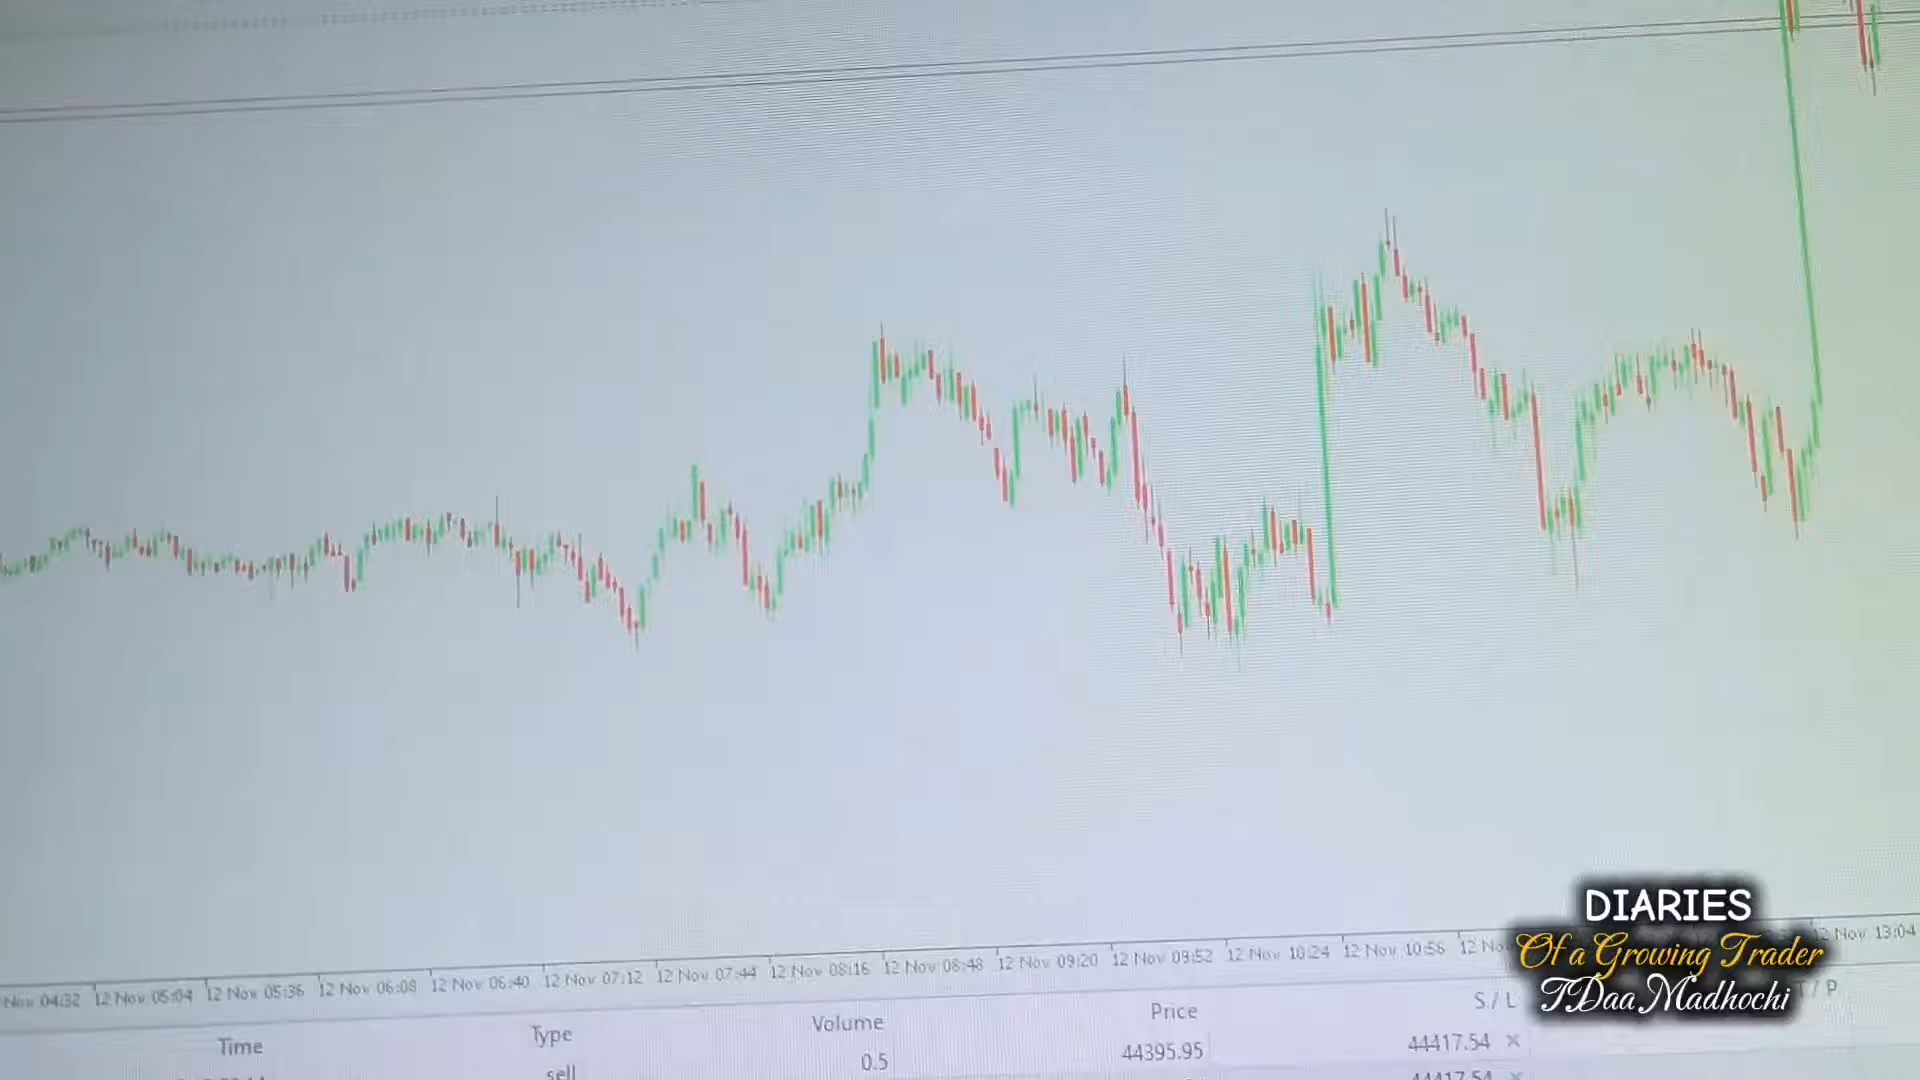 Nov 04:32 12 Nov 05:04 12 Nov 05:36 12 Nov 06:08 12 Nov 06:40 12 Nov 07:12 12 Nov 07:44 12 Nov 08:16 12 Nov 08:48 12 Nov 09:20 12 Nov 09:52 12 Nov 10:24 12 Nov 10:56 12 Nov 13:04
Time Type Volume Price S / L T / P
sell 0.5 44395.95 44417.54 ×
44417.54 ×
DIARIES
Of a Growing Trader
TDaa Madhochi